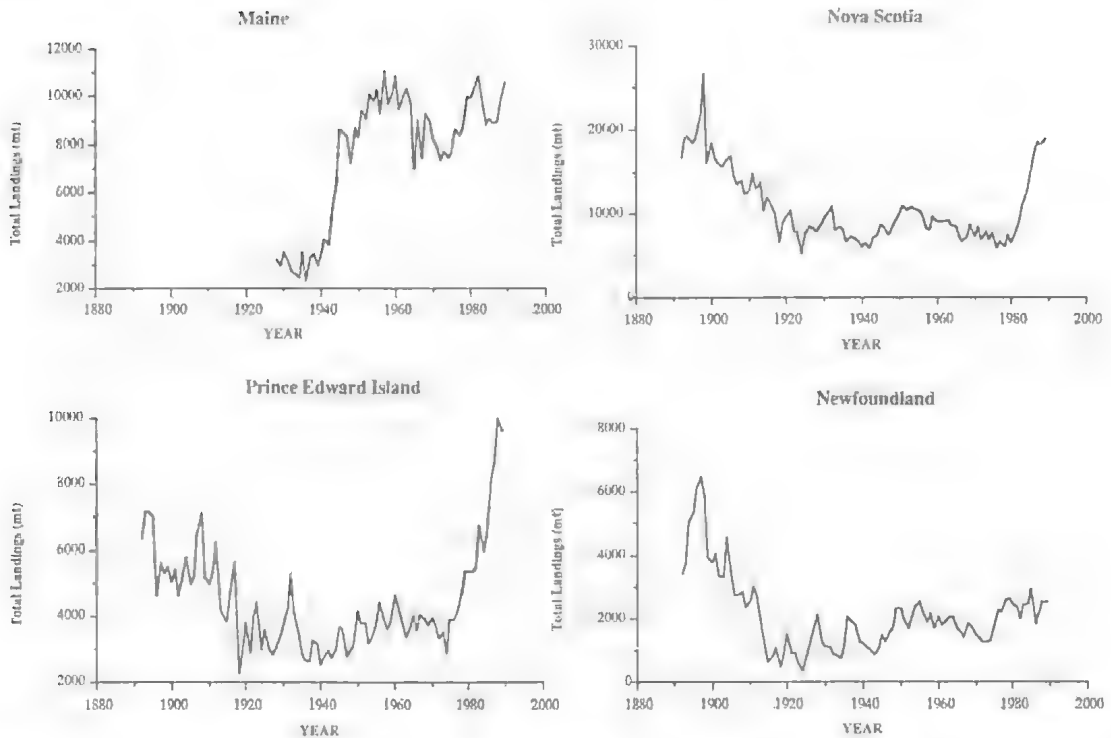 Maine
Total Landings (mt)
12000
10000
8000
6000
4000
2000
1880 1900 1920 1940 1960 1980 2000
YEAR
Nova Scotia
Total Landings (mt)
30000
20000
10000
0
1880 1900 1920 1940 1960 1980 2000
YEAR
Prince Edward Island
Total Landings (mt)
10000
8000
6000
4000
2000
1880 1900 1920 1940 1960 1980 2000
YEAR
Newfoundland
Total Landings (mt)
8000
6000
4000
2000
0
1880 1900 1920 1940 1960 1980 2000
YEAR